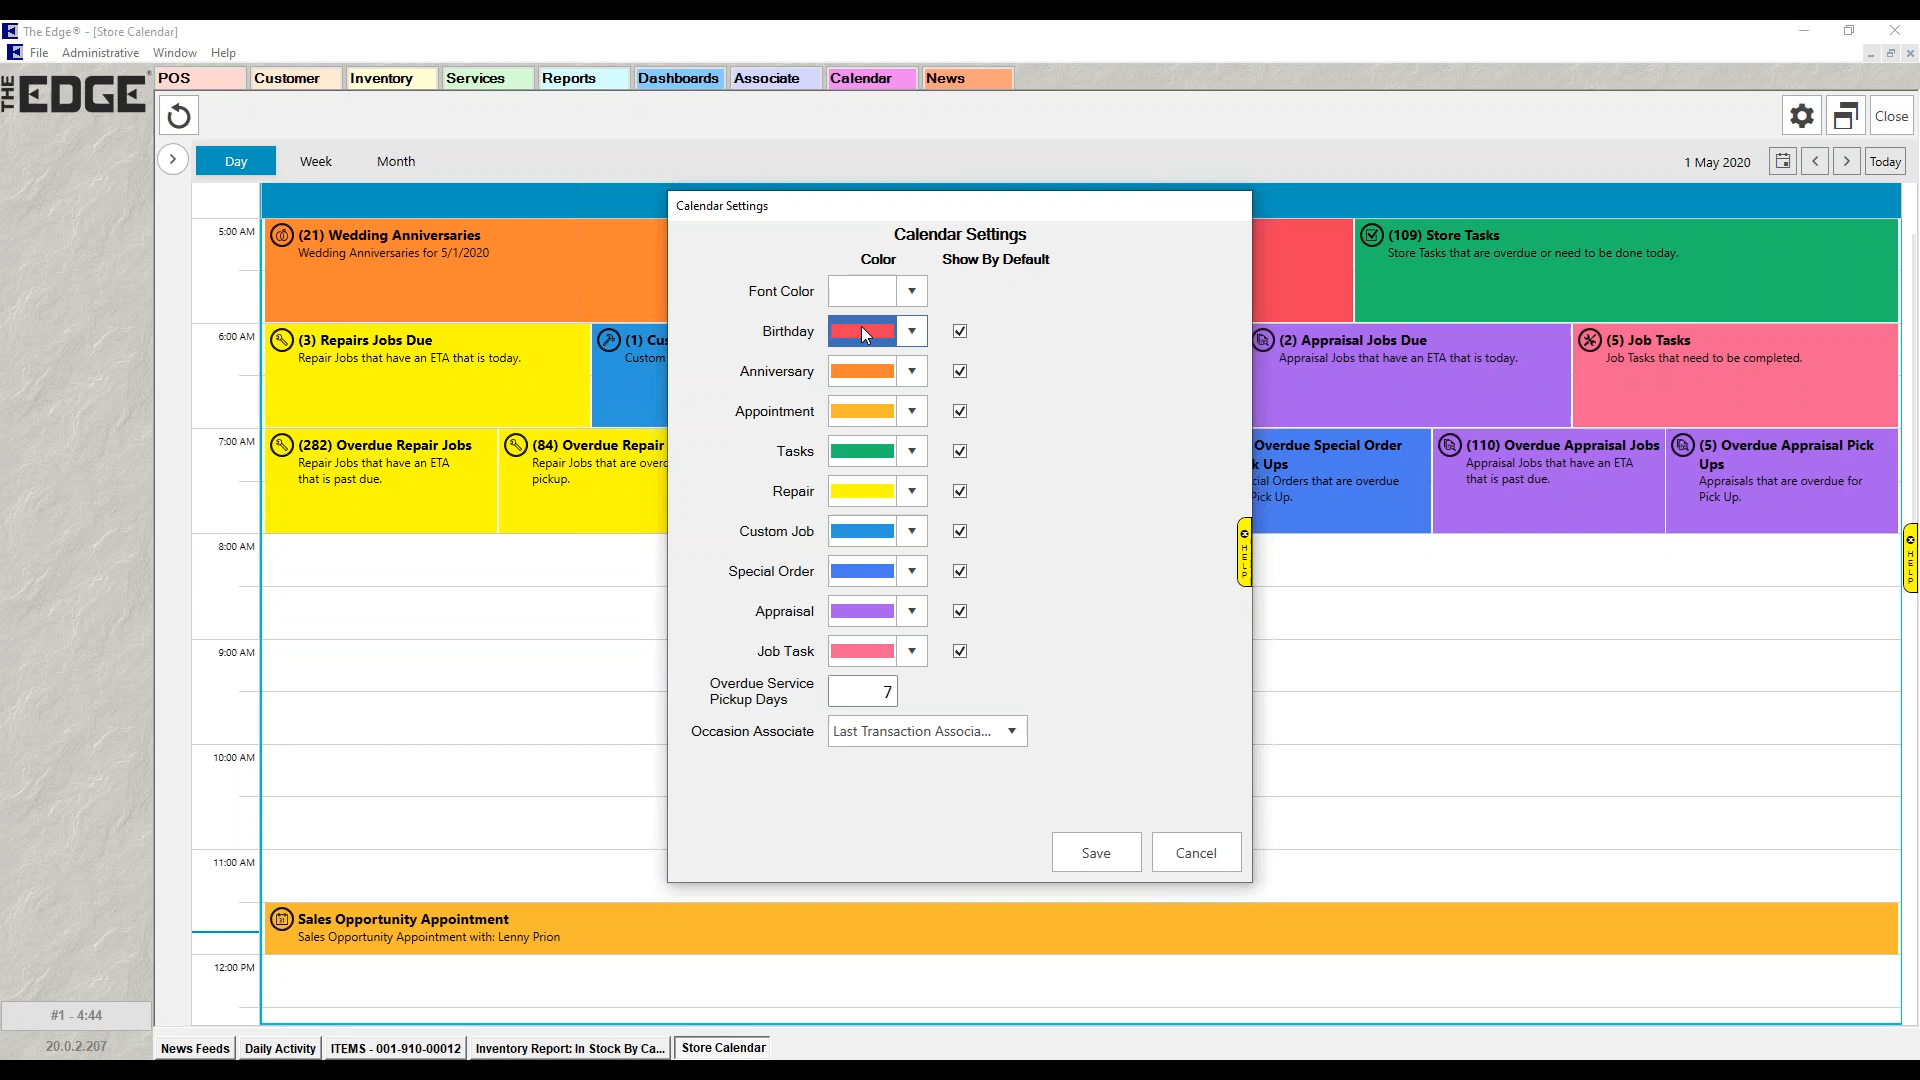 The Edge® - [Store Calendar]
File Administrative Window Help
THE EDGE®
POS Customer Inventory Services Reports Dashboards Associate Calendar News
Close
Day Week Month
1 May 2020
Today
5:00 AM
(21) Wedding Anniversaries
Wedding Anniversaries for 5/1/2020
(109) Store Tasks
Store Tasks that are overdue or need to be done today.
6:00 AM
(3) Repairs Jobs Due
Repair Jobs that have an ETA that is today.
(1) Cus
Custom
(2) Appraisal Jobs Due
Appraisal Jobs that have an ETA that is today.
(5) Job Tasks
Job Tasks that need to be completed.
7:00 AM
(282) Overdue Repair Jobs
Repair Jobs that have an ETA
that is past due.
(84) Overdue Repair
Repair Jobs that are overd
pickup.
Overdue Special Order
k Ups
cial Orders that are overdue
Pick Up.
(110) Overdue Appraisal Jobs
Appraisal Jobs that have an ETA
that is past due.
(5) Overdue Appraisal Pick
Ups
Appraisals that are overdue for
Pick Up.
8:00 AM
9:00 AM
10:00 AM
11:00 AM
Sales Opportunity Appointment
Sales Opportunity Appointment with: Lenny Prion
12:00 PM
Calendar Settings
Calendar Settings
Color Show By Default
Font Color
Birthday
Anniversary
Appointment
Tasks
Repair
Custom Job
Special Order
Appraisal
Job Task
Overdue Service
Pickup Days
7
Occasion Associate Last Transaction Associa...
Save Cancel
HELP
HELP
#1 - 4:44
20.0.2.207
News Feeds Daily Activity ITEMS - 001-910-00012 Inventory Report: In Stock By Ca... Store Calendar